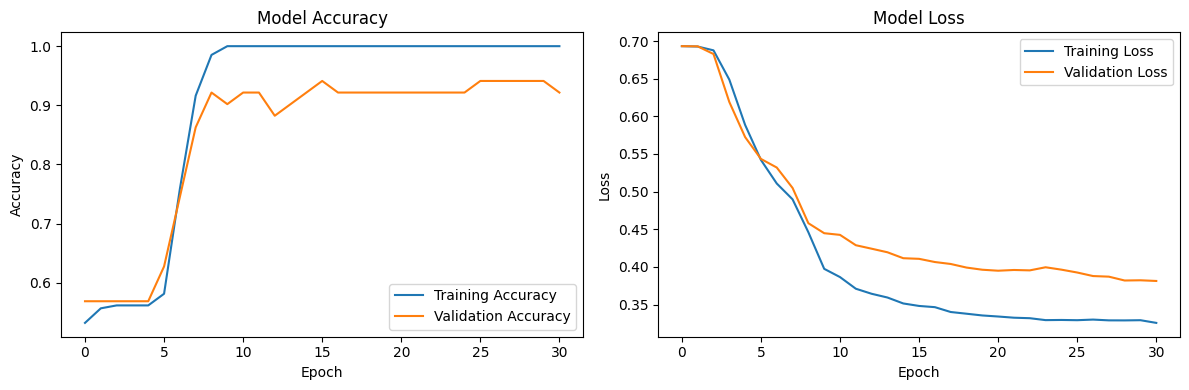 Model Accuracy
Accuracy
1.0
0.9
0.8
0.7
0.6
Training Accuracy
Validation Accuracy
0 5 10 15 20 25 30
Epoch
Model Loss
Loss
0.70
0.65
0.60
0.55
0.50
0.45
0.40
0.35
Training Loss
Validation Loss
0 5 10 15 20 25 30
Epoch